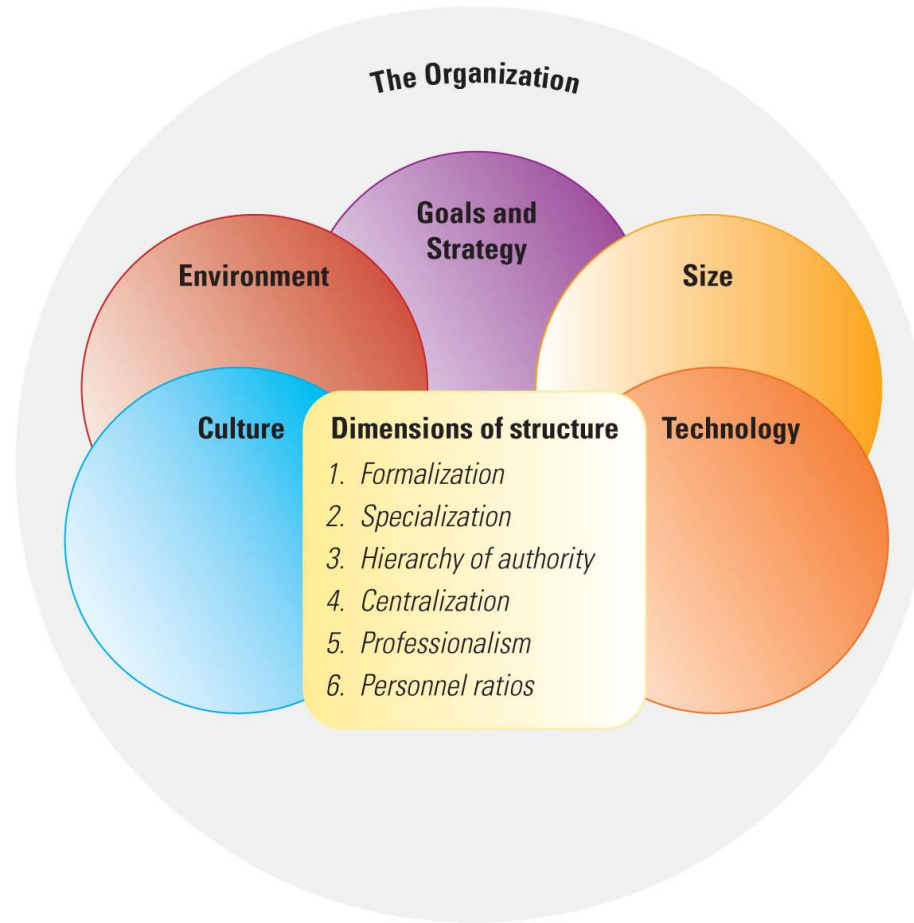 The Organization
Goals and
Strategy
Environment
Size
Culture
Dimensions of structure
1. Formalization
2. Specialization
3. Hierarchy of authority
4. Centralization
5. Professionalism
6. Personnel ratios
Technology